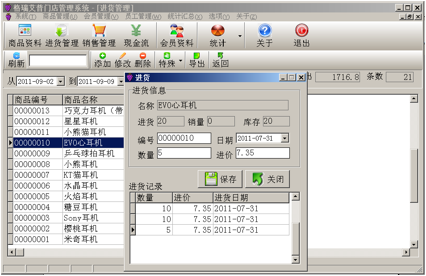 格瑞艾普门店管理系统 - [进货管理]
系统(T) 商品管理(U) 会员管理(V) 员工管理(W) 统计汇总(X) 选项(Y) 关于(Z)
商品资料 进货管理 销售管理 现金流 会员资料 统计 关于 退出
刷新 添加 修改 删除 特殊 导出 返回
从 2011-09-02 到 2011-09-09 1716.8 条数 21
商品编号 商品名称
00000013 巧克力耳机（带
00000012 星星耳机
00000011 小熊猫耳机
00000010 EVO心耳机
00000009 乒乓球拍耳机
00000008 小熊耳机
00000007 KT猫耳机
00000006 水晶耳机
00000005 火焰耳机
00000004 糖豆耳机
00000003 Sony耳机
00000002 樱桃耳机
00000001 米奇耳机
进货
进货信息
名称 EVO心耳机
进货 20 销量 0 库存 20
编号 00000010 日期 2011-07-31
数量 5 进价 7.35
保存 关闭
进货记录
数量 进价 进货日期
10 7.35 2011-07-31
10 7.35 2011-07-31
5 7.35 2011-07-31